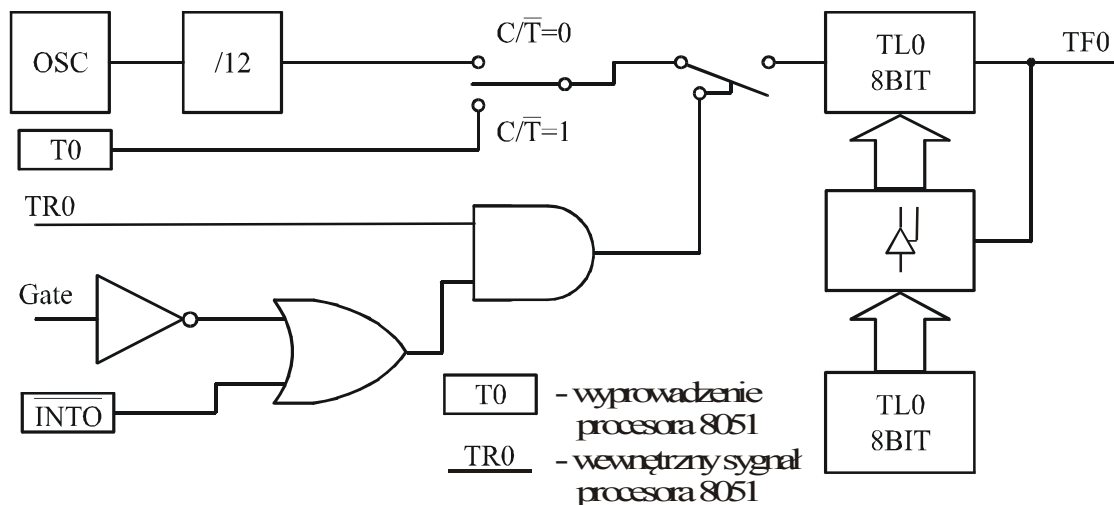 OSC
/12
C/T̅=0
TL0
8BIT
TF0
T0
C/T̅=1
TR0
Gate
I̅N̅T̅O̅
T0 - wyprowadzenie
procesora 8051
TR0 - wewnętrzny sygnał
procesora 8051
TL0
8BIT